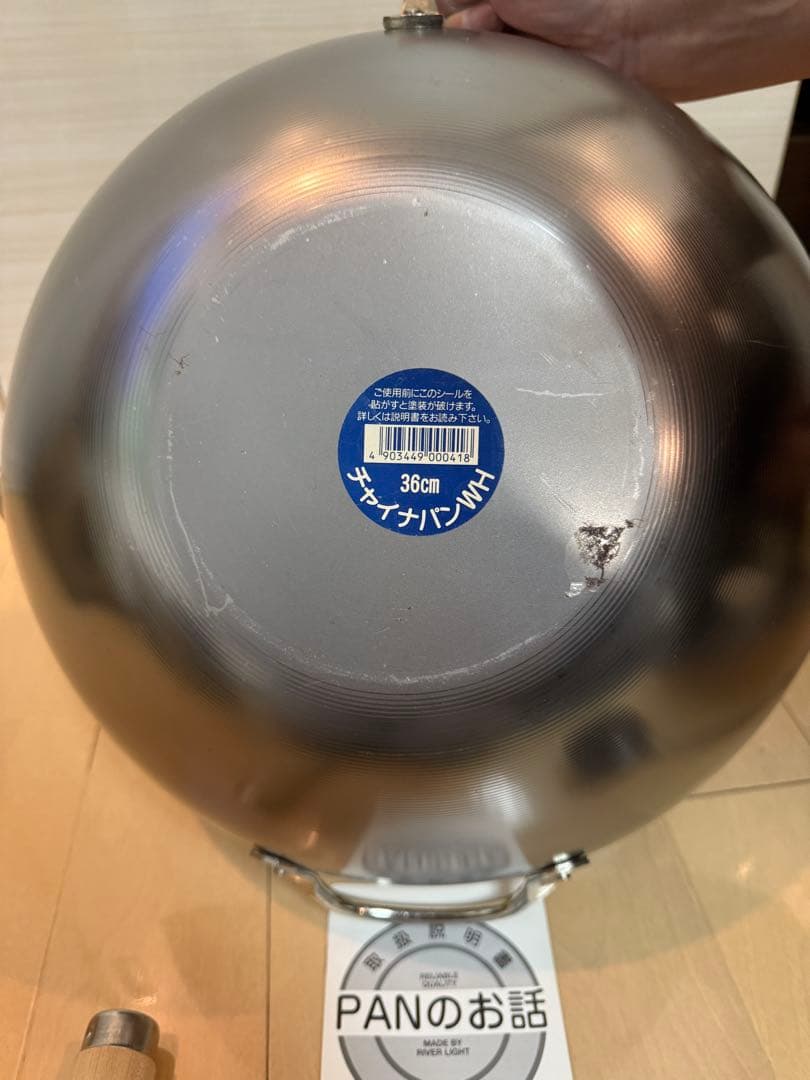 ご使用前にこのシールを
貼がすと塗装が破けます。
詳しくは説明書をお読み下さい。
4 903449 000418
36cm
チャイナパンWH
取扱説明書
RELIABLE
QUALITY
PANのお話
MADE BY
RIVER LIGHT